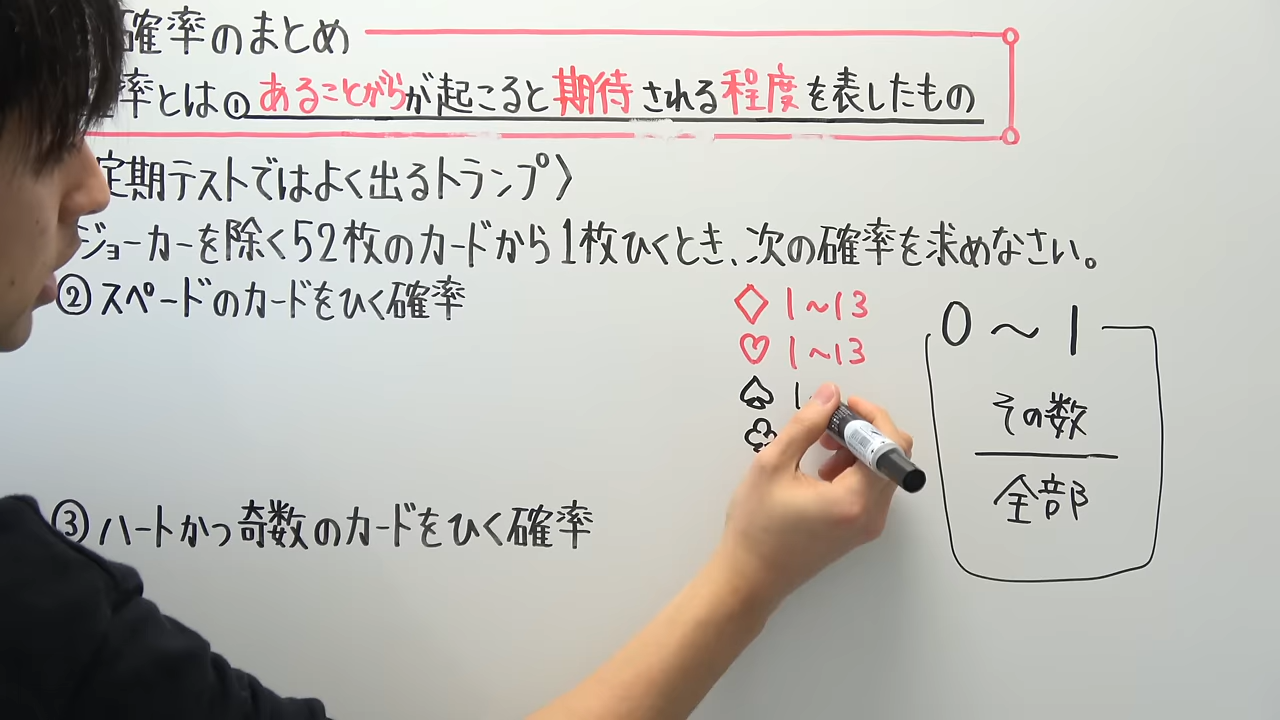 確率のまとめ
率とは①あることがらが起こると期待される程度を表したもの
定期テストではよく出るトランプ〉
ジョーカーを除く52枚のカードから1枚ひくとき、次の確率を求めなさい。
②スペードのカードをひく確率
♢ 1~13
♡ 1~13
♤ 1
♧
0~1
その数
全部
③ハートかつ奇数のカードをひく確率